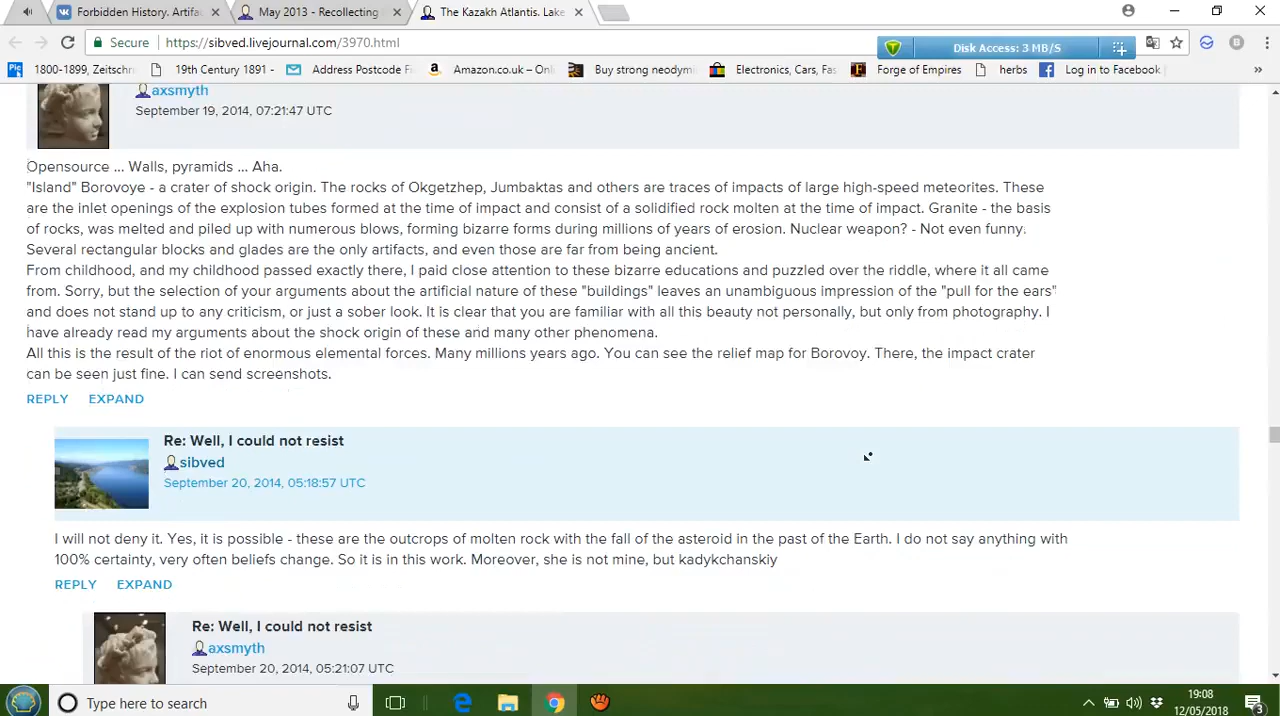 Forbidden History. Artifa
May 2013 - Recollecting
The Kazakh Atlantis. Lake
Secure
https://sibved.livejournal.com/3970.html
Disk Access: 3 MB/S
1800-1899, Zeitschr
19th Century 1891 -
Address Postcode F
Amazon.co.uk – Onl
Buy strong neodym
Electronics, Cars, Fas
Forge of Empires
herbs
Log in to Facebook
»
axsmyth
September 19, 2014, 07:21:47 UTC
Opensource ... Walls, pyramids ... Aha.
"Island" Borovoye - a crater of shock origin. The rocks of Okgetzhep, Jumbaktas and others are traces of impacts of large high-speed meteorites. These
are the inlet openings of the explosion tubes formed at the time of impact and consist of a solidified rock molten at the time of impact. Granite - the basis
of rocks, was melted and piled up with numerous blows, forming bizarre forms during millions of years of erosion. Nuclear weapon? - Not even funny.
Several rectangular blocks and glades are the only artifacts, and even those are far from being ancient.
From childhood, and my childhood passed exactly there, I paid close attention to these bizarre educations and puzzled over the riddle, where it all came
from. Sorry, but the selection of your arguments about the artificial nature of these "buildings" leaves an unambiguous impression of the "pull for the ears"
and does not stand up to any criticism, or just a sober look. It is clear that you are familiar with all this beauty not personally, but only from photography. I
have already read my arguments about the shock origin of these and many other phenomena.
All this is the result of the riot of enormous elemental forces. Many millions years ago. You can see the relief map for Borovoy. There, the impact crater
can be seen just fine. I can send screenshots.
REPLY EXPAND
Re: Well, I could not resist
sibved
September 20, 2014, 05:18:57 UTC
I will not deny it. Yes, it is possible - these are the outcrops of molten rock with the fall of the asteroid in the past of the Earth. I do not say anything with
100% certainty, very often beliefs change. So it is in this work. Moreover, she is not mine, but kadykchanskiy
REPLY EXPAND
Re: Well, I could not resist
axsmyth
September 20, 2014, 05:21:07 UTC
Type here to search
19:08
12/05/2018
3